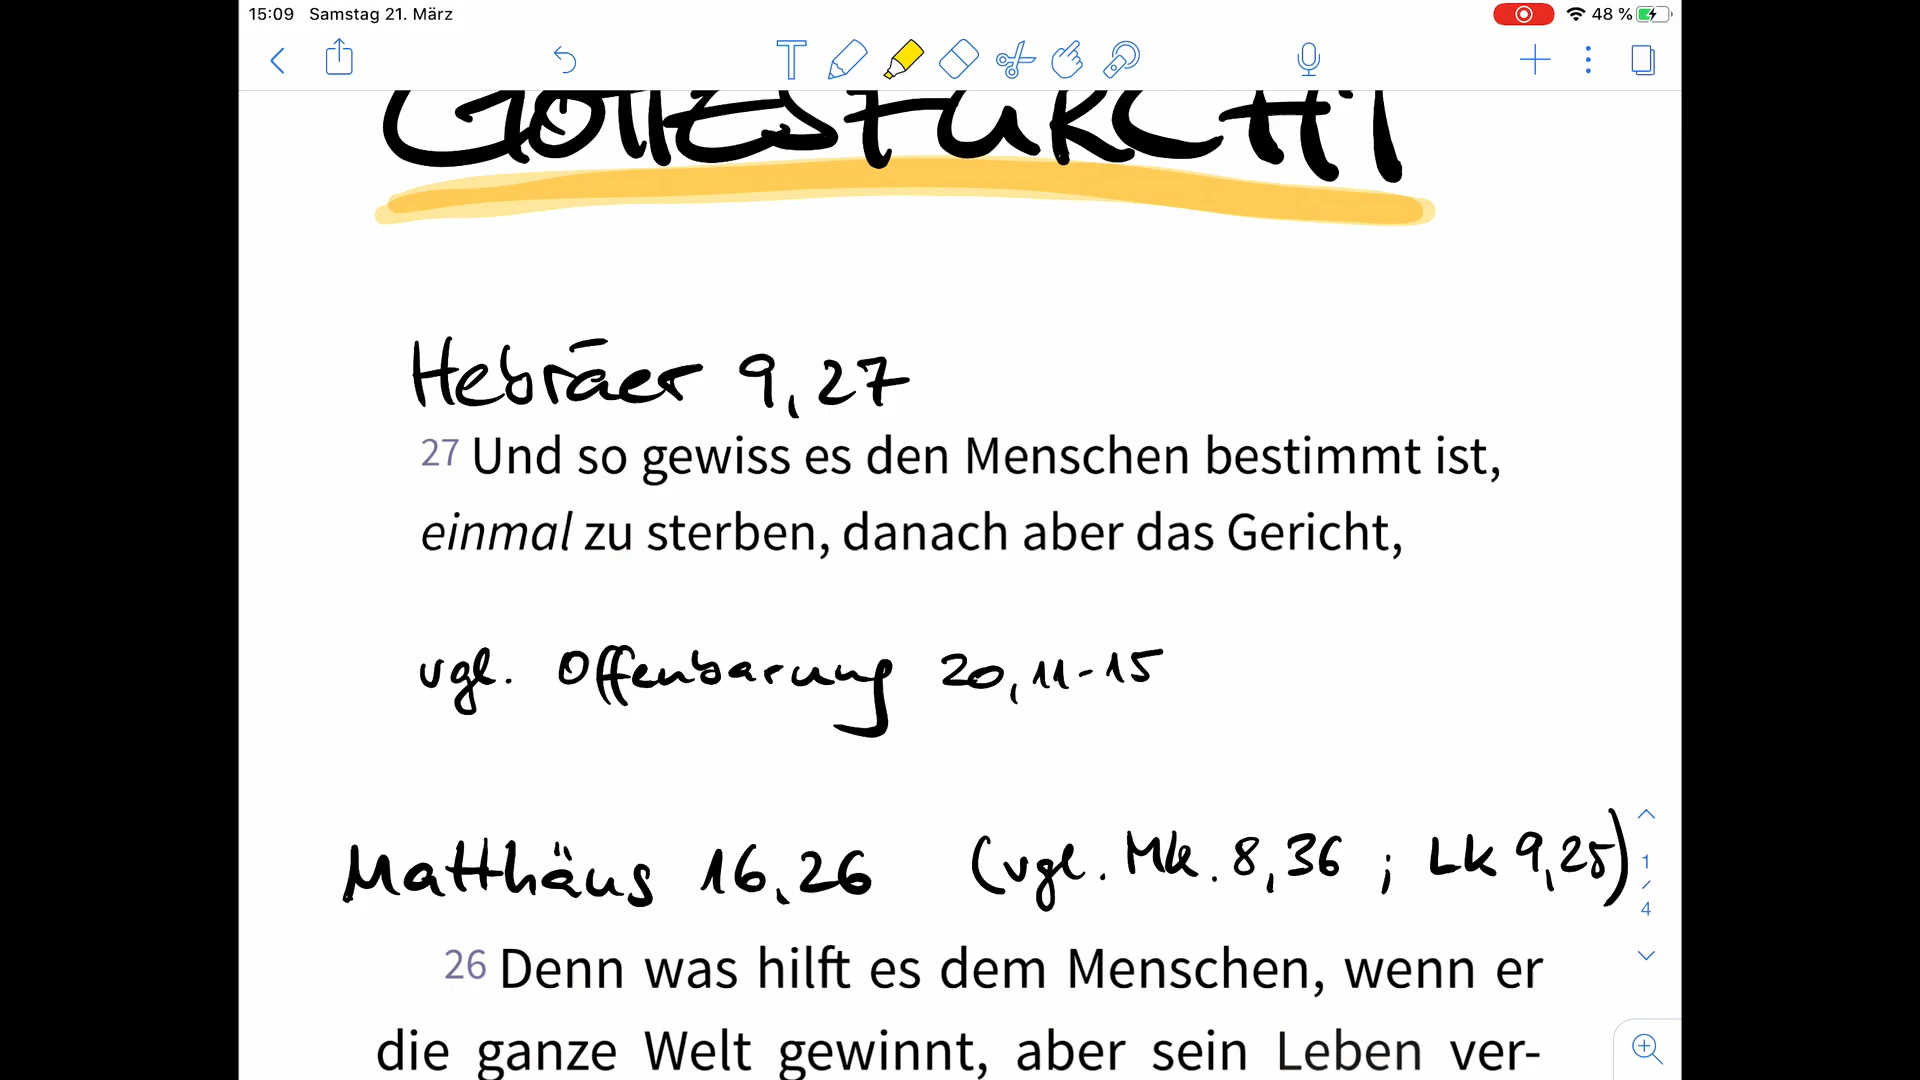 15:09 Samstag 21. März 48 %
GOTTESFURCHT
Hebräer 9,27
27 Und so gewiss es den Menschen bestimmt ist,
einmal zu sterben, danach aber das Gericht,
vgl. Offenbarung 20,11-15
Matthäus 16,26 (vgl. Mk. 8,36 ; Lk 9,25)
1
/
4
26 Denn was hilft es dem Menschen, wenn er
die ganze Welt gewinnt, aber sein Leben ver-